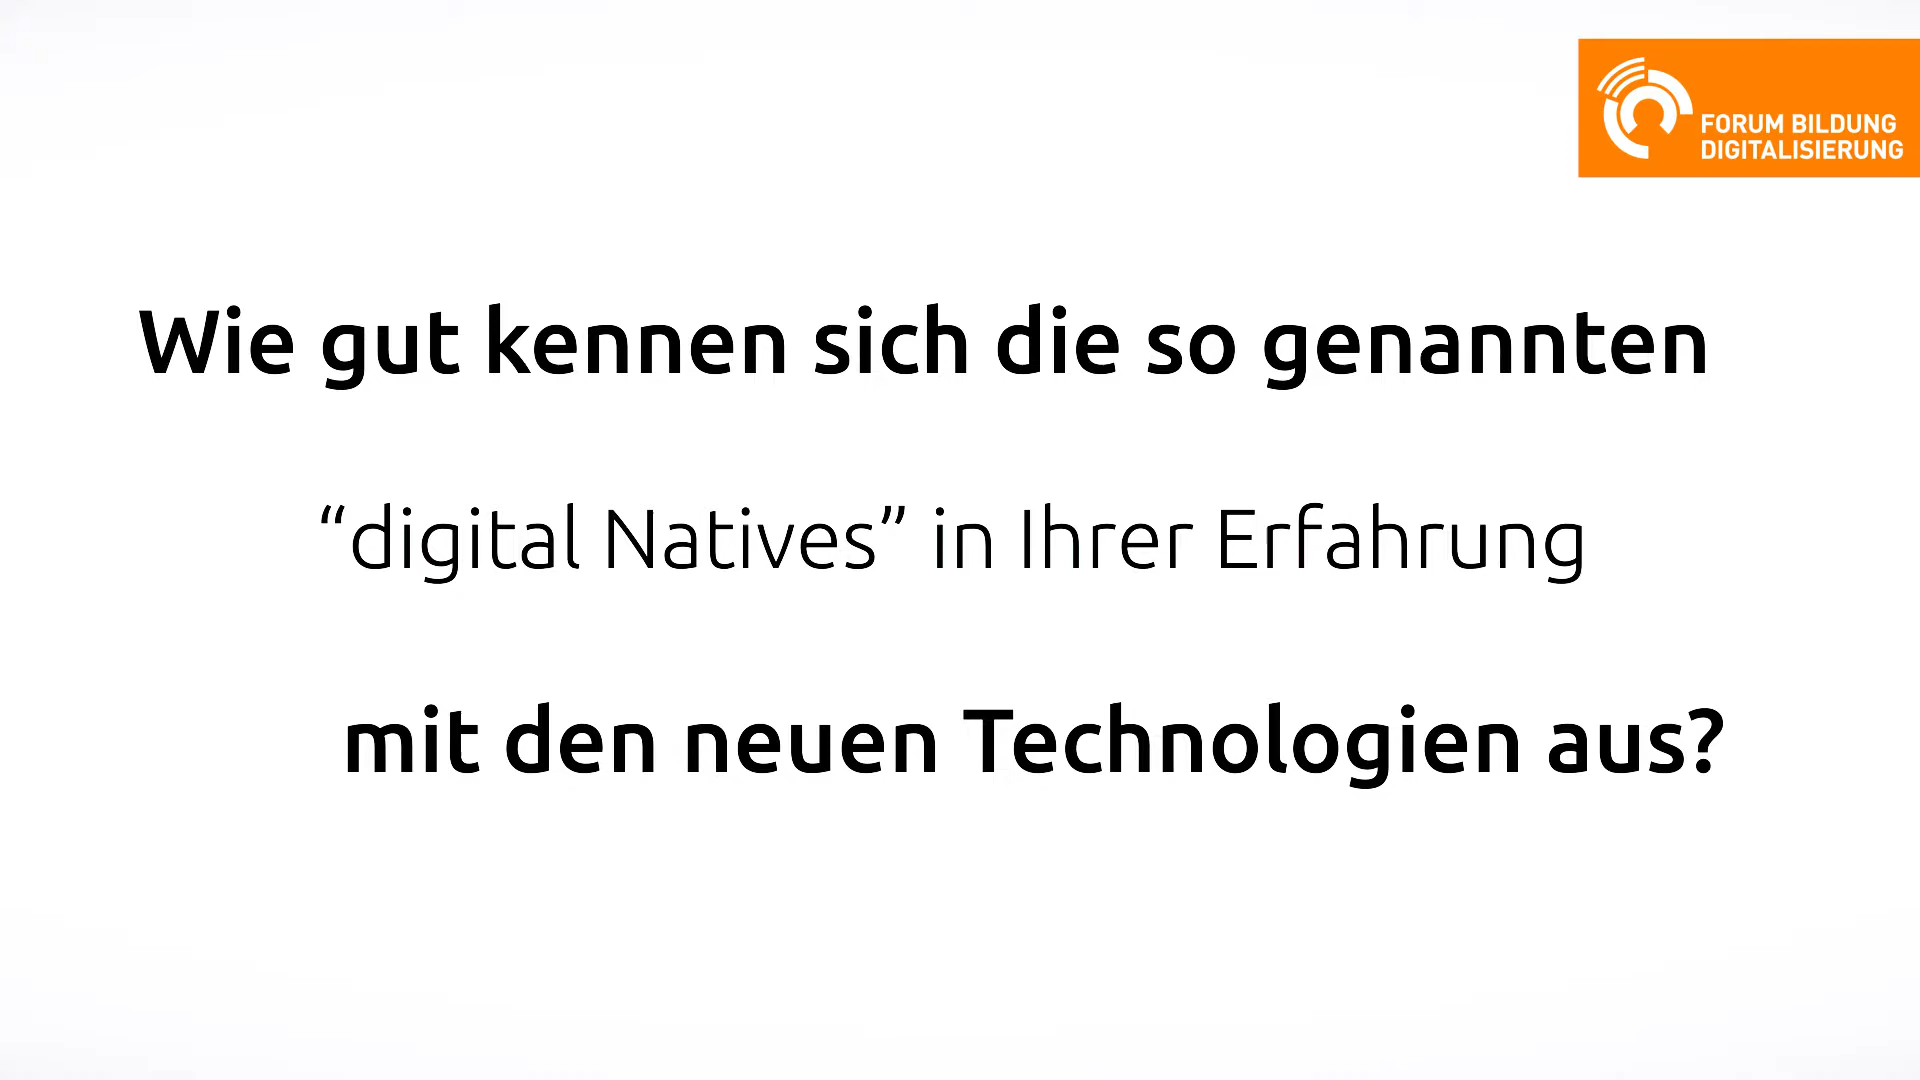 FORUM BILDUNG
DIGITALISIERUNG
Wie gut kennen sich die so genannten
“digital Natives” in Ihrer Erfahrung
mit den neuen Technologien aus?